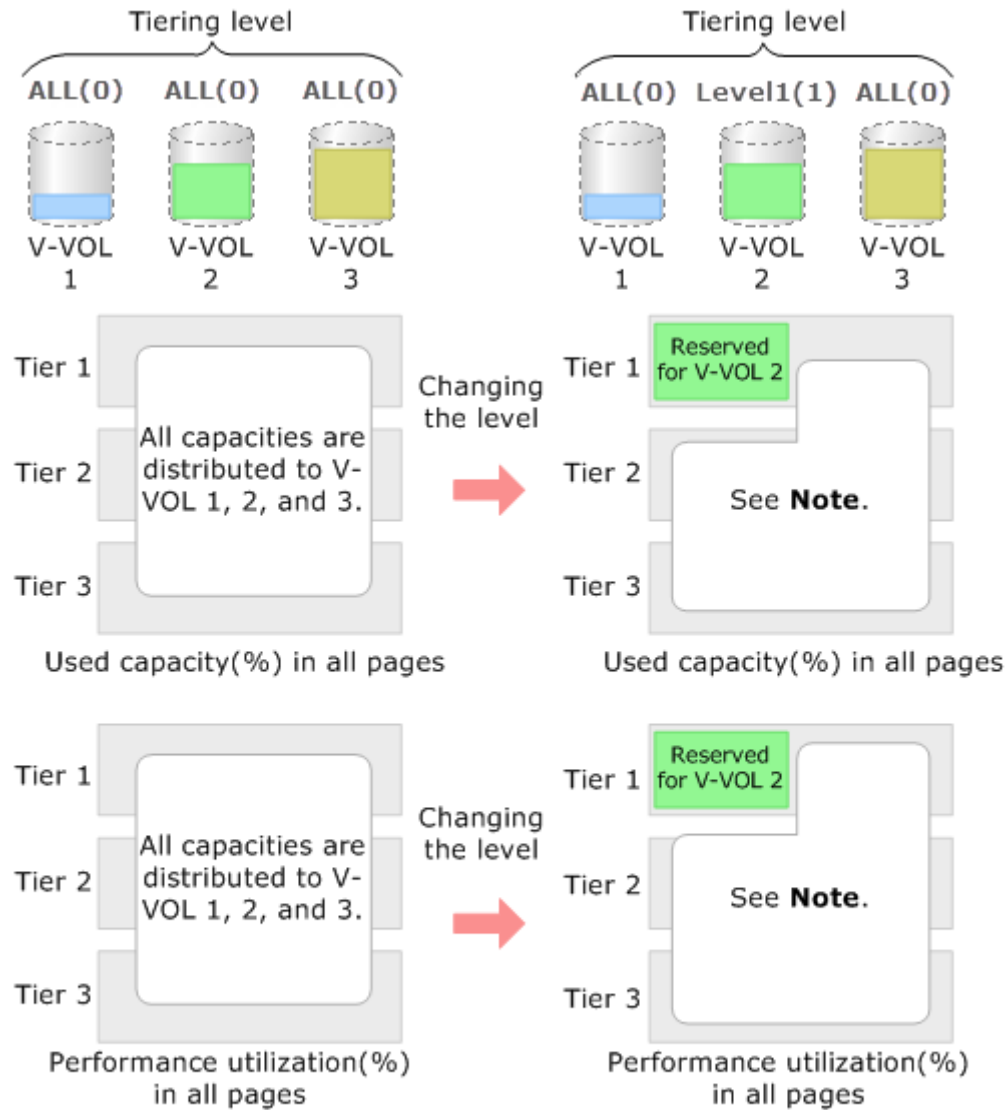 Tiering level
ALL(0) ALL(0) ALL(0)
V-VOL V-VOL V-VOL
1 2 3
Tiering level
ALL(0) Level1(1) ALL(0)
V-VOL V-VOL V-VOL
1 2 3
Tier 1
Tier 2
Tier 3
All capacities are
distributed to V-
VOL 1, 2, and 3.
Used capacity(%) in all pages
Changing
the level
Tier 1
Tier 2
Tier 3
Reserved
for V-VOL 2
See Note.
Used capacity(%) in all pages
Tier 1
Tier 2
Tier 3
All capacities are
distributed to V-
VOL 1, 2, and 3.
Performance utilization(%)
in all pages
Changing
the level
Tier 1
Tier 2
Tier 3
Reserved
for V-VOL 2
See Note.
Performance utilization(%)
in all pages